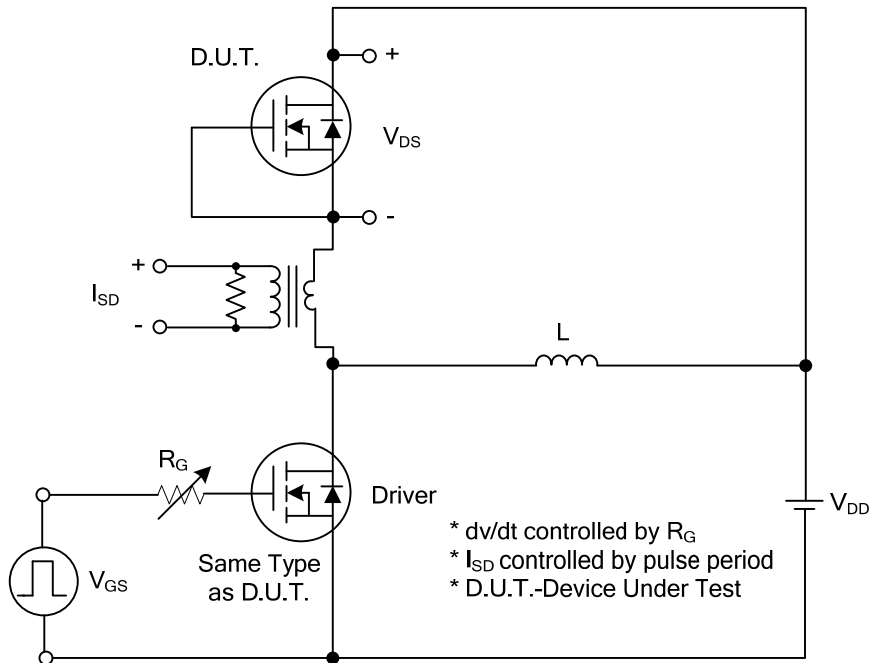 D.U.T.
+
V_DS
-
+
I_SD
-
L
R_G
Driver
V_DD
V_GS
Same Type
as D.U.T.
* dv/dt controlled by R_G
* I_SD controlled by pulse period
* D.U.T.-Device Under Test